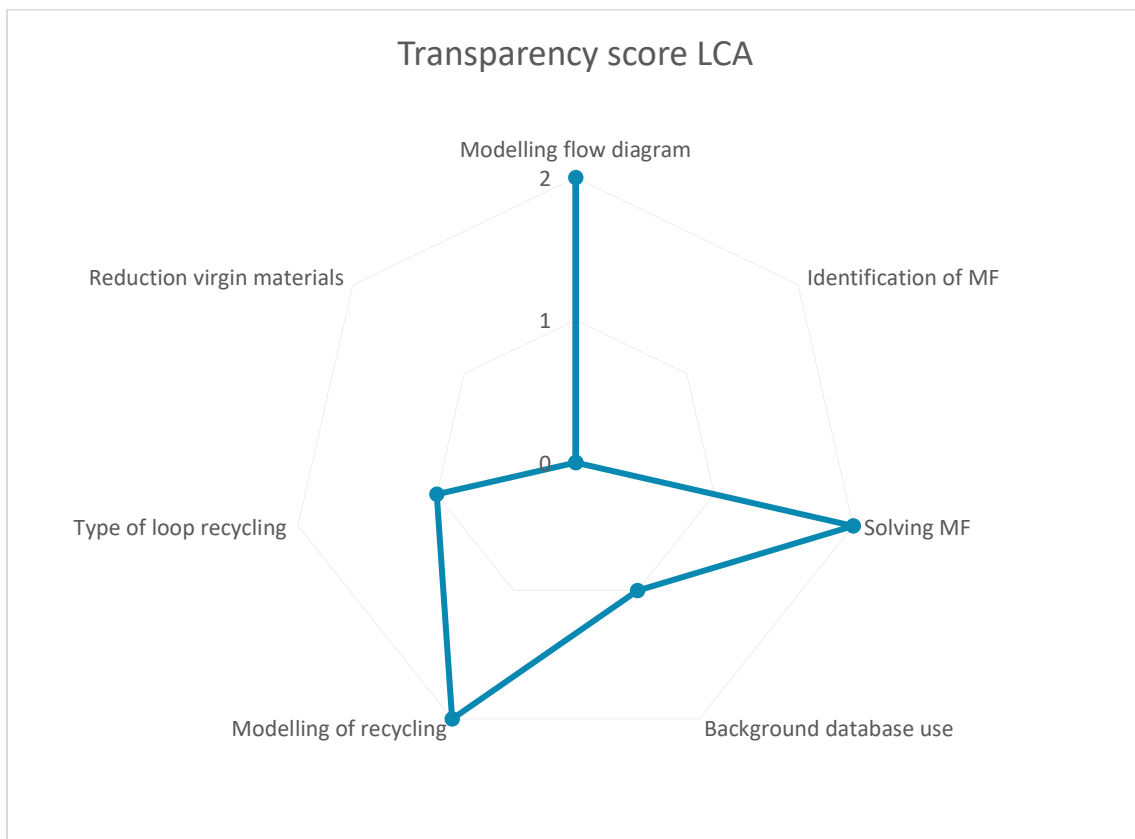 Transparency score LCA
Modelling flow diagram
2
Reduction virgin materials
Identification of MF
1
0
Type of loop recycling
Solving MF
Modelling of recycling
Background database use